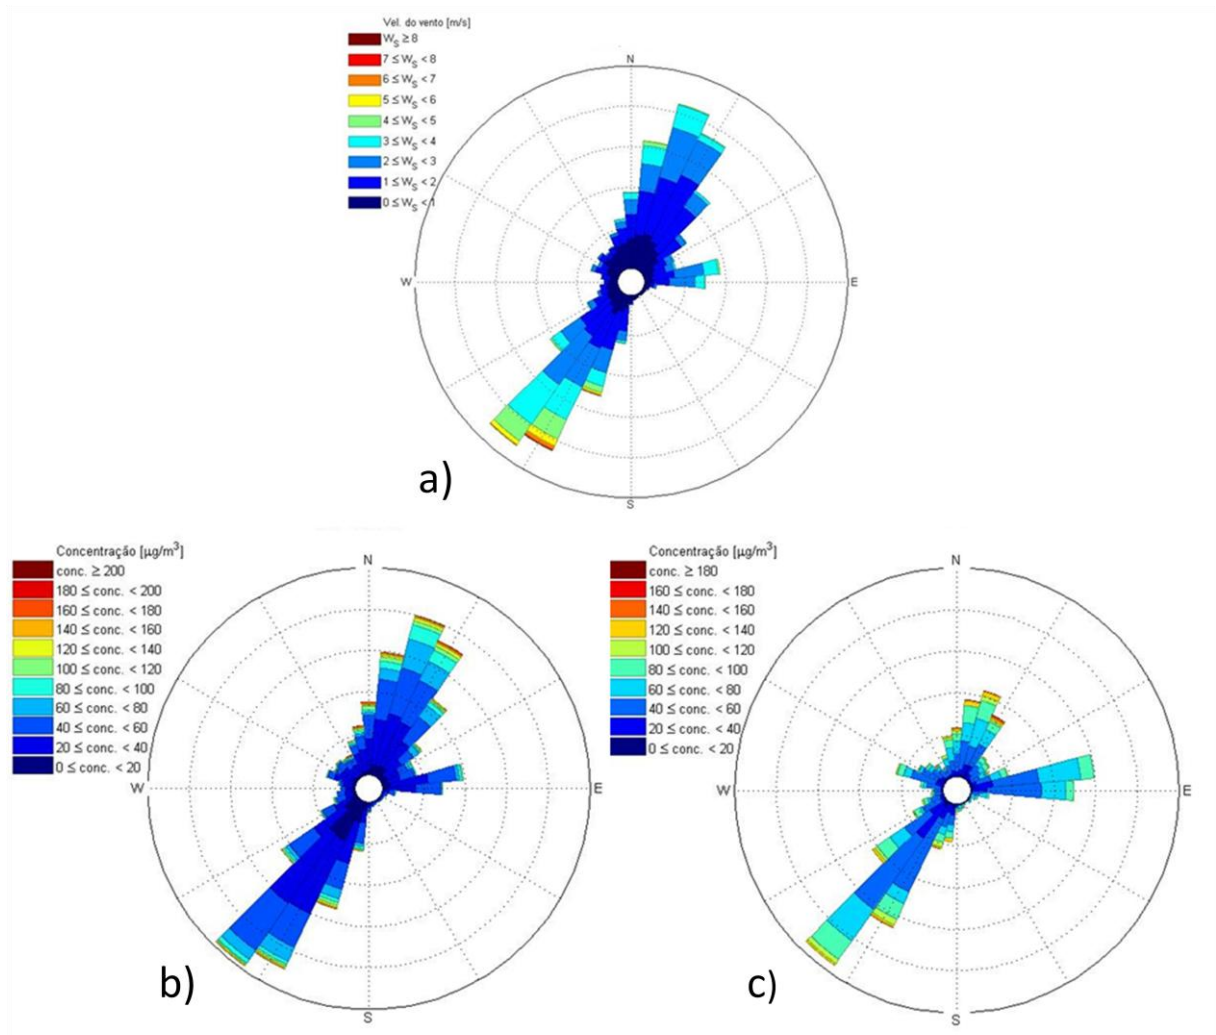 Vel. do vento [m/s]
W_S ≥ 8
7 ≤ W_S < 8
6 ≤ W_S < 7
5 ≤ W_S < 6
4 ≤ W_S < 5
3 ≤ W_S < 4
2 ≤ W_S < 3
1 ≤ W_S < 2
0 ≤ W_S < 1
N
W
E
S
a)
Concentração [µg/m³]
conc. ≥ 200
180 ≤ conc. < 200
160 ≤ conc. < 180
140 ≤ conc. < 160
120 ≤ conc. < 140
100 ≤ conc. < 120
80 ≤ conc. < 100
60 ≤ conc. < 80
40 ≤ conc. < 60
20 ≤ conc. < 40
0 ≤ conc. < 20
N
W
E
S
b)
Concentração [µg/m³]
conc. ≥ 180
160 ≤ conc. < 180
140 ≤ conc. < 160
120 ≤ conc. < 140
100 ≤ conc. < 120
80 ≤ conc. < 100
60 ≤ conc. < 80
40 ≤ conc. < 60
20 ≤ conc. < 40
0 ≤ conc. < 20
N
W
E
S
c)